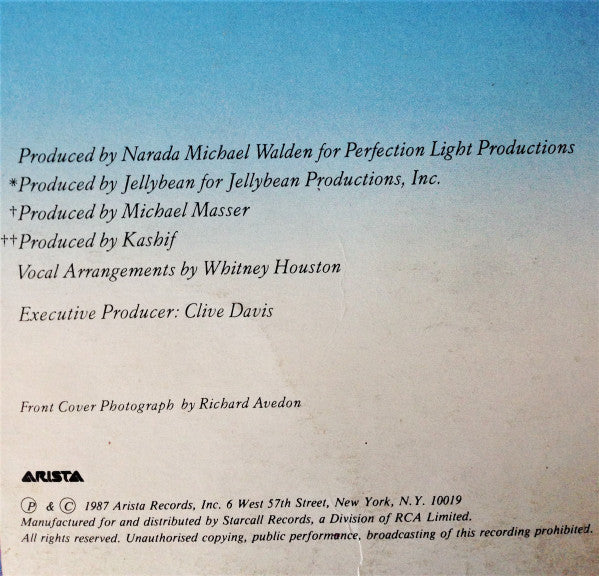 Produced by Narada Michael Walden for Perfection Light Productions
*Produced by Jellybean for Jellybean Productions, Inc.
†Produced by Michael Masser
††Produced by Kashif
Vocal Arrangements by Whitney Houston
Executive Producer: Clive Davis
Front Cover Photograph by Richard Avedon
ARISTA
Ⓟ & Ⓒ 1987 Arista Records, Inc. 6 West 57th Street, New York, N.Y. 10019
Manufactured for and distributed by Starcall Records, a Division of RCA Limited.
All rights reserved. Unauthorised copying, public performance, broadcasting of this recording prohibited.